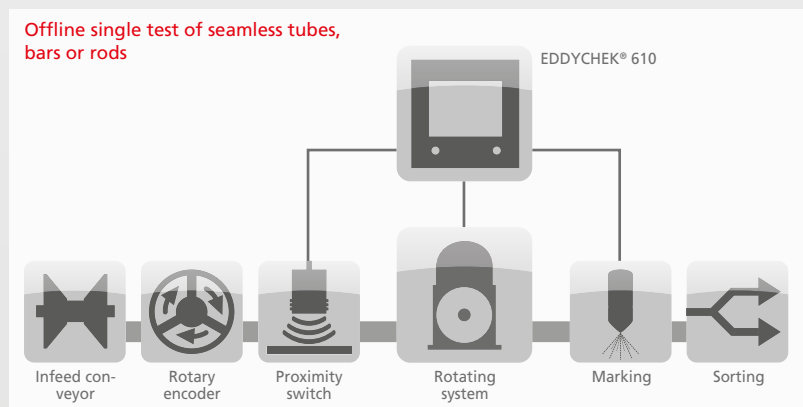 Offline single test of seamless tubes,
bars or rods
EDDYCHEK® 610
Infeed con-
veyor
Rotary
encoder
Proximity
switch
Rotating
system
Marking
Sorting